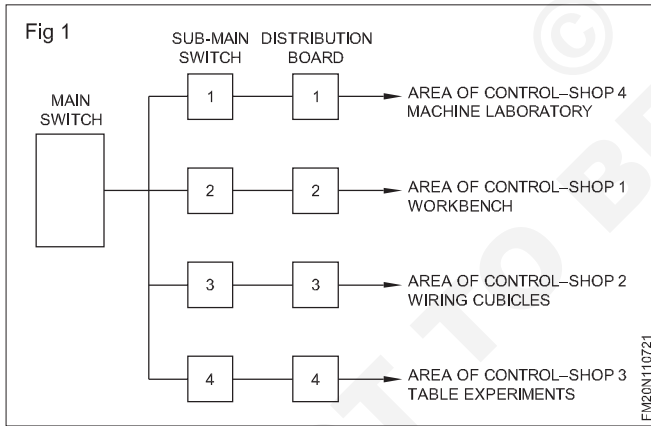 Fig 1
SUB-MAIN
SWITCH
DISTRIBUTION
BOARD
MAIN
SWITCH
1
1
AREA OF CONTROL–SHOP 4
MACHINE LABORATORY
2
2
AREA OF CONTROL–SHOP 1
WORKBENCH
3
3
AREA OF CONTROL–SHOP 2
WIRING CUBICLES
4
4
AREA OF CONTROL–SHOP 3
TABLE EXPERIMENTS
FM20N110721
©
TO